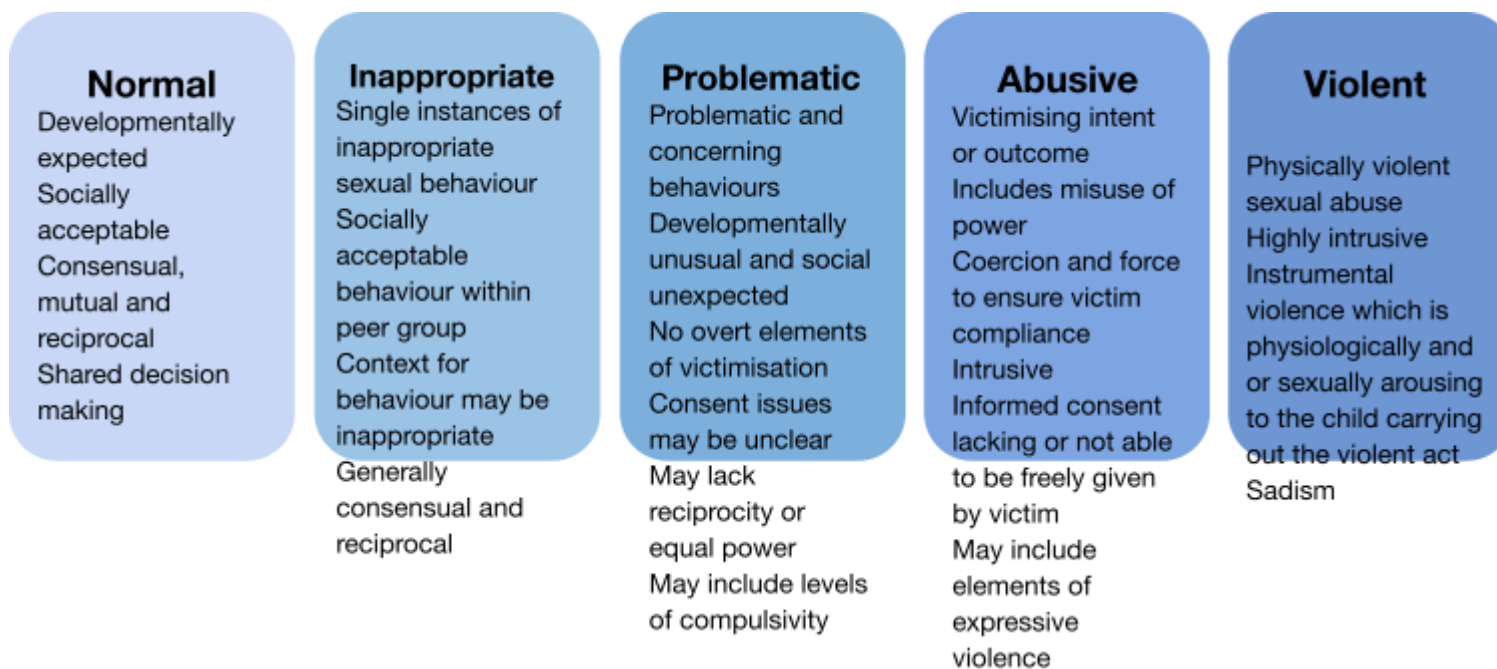 Normal
Developmentally
expected
Socially
acceptable
Consensual,
mutual and
reciprocal
Shared decision
making
Inappropriate
Single instances of
inappropriate
sexual behaviour
Socially
acceptable
behaviour within
peer group
Context for
behaviour may be
inappropriate
Generally
consensual and
reciprocal
Problematic
Problematic and
concerning
behaviours
Developmentally
unusual and social
unexpected
No overt elements
of victimisation
Consent issues
may be unclear
May lack
reciprocity or
equal power
May include levels
of compulsivity
Abusive
Victimising intent
or outcome
Includes misuse of
power
Coercion and force
to ensure victim
compliance
Intrusive
Informed consent
lacking or not able
to be freely given
by victim
May include
elements of
expressive
violence
Violent
Physically violent
sexual abuse
Highly intrusive
Instrumental
violence which is
physiologically and
or sexually arousing
to the child carrying
out the violent act
Sadism